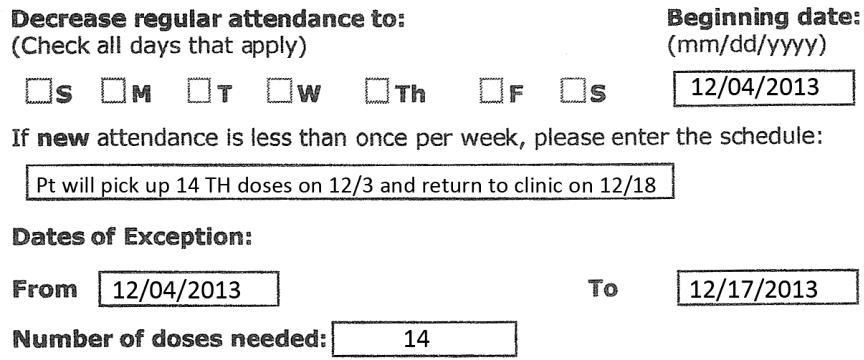 Decrease regular attendance to: Beginning date:
(Check all days that apply) (mm/dd/yyyy)
S M T W Th F S 12/04/2013
If new attendance is less than once per week, please enter the schedule:
Pt will pick up 14 TH doses on 12/3 and return to clinic on 12/18
Dates of Exception:
From 12/04/2013 To 12/17/2013
Number of doses needed: 14